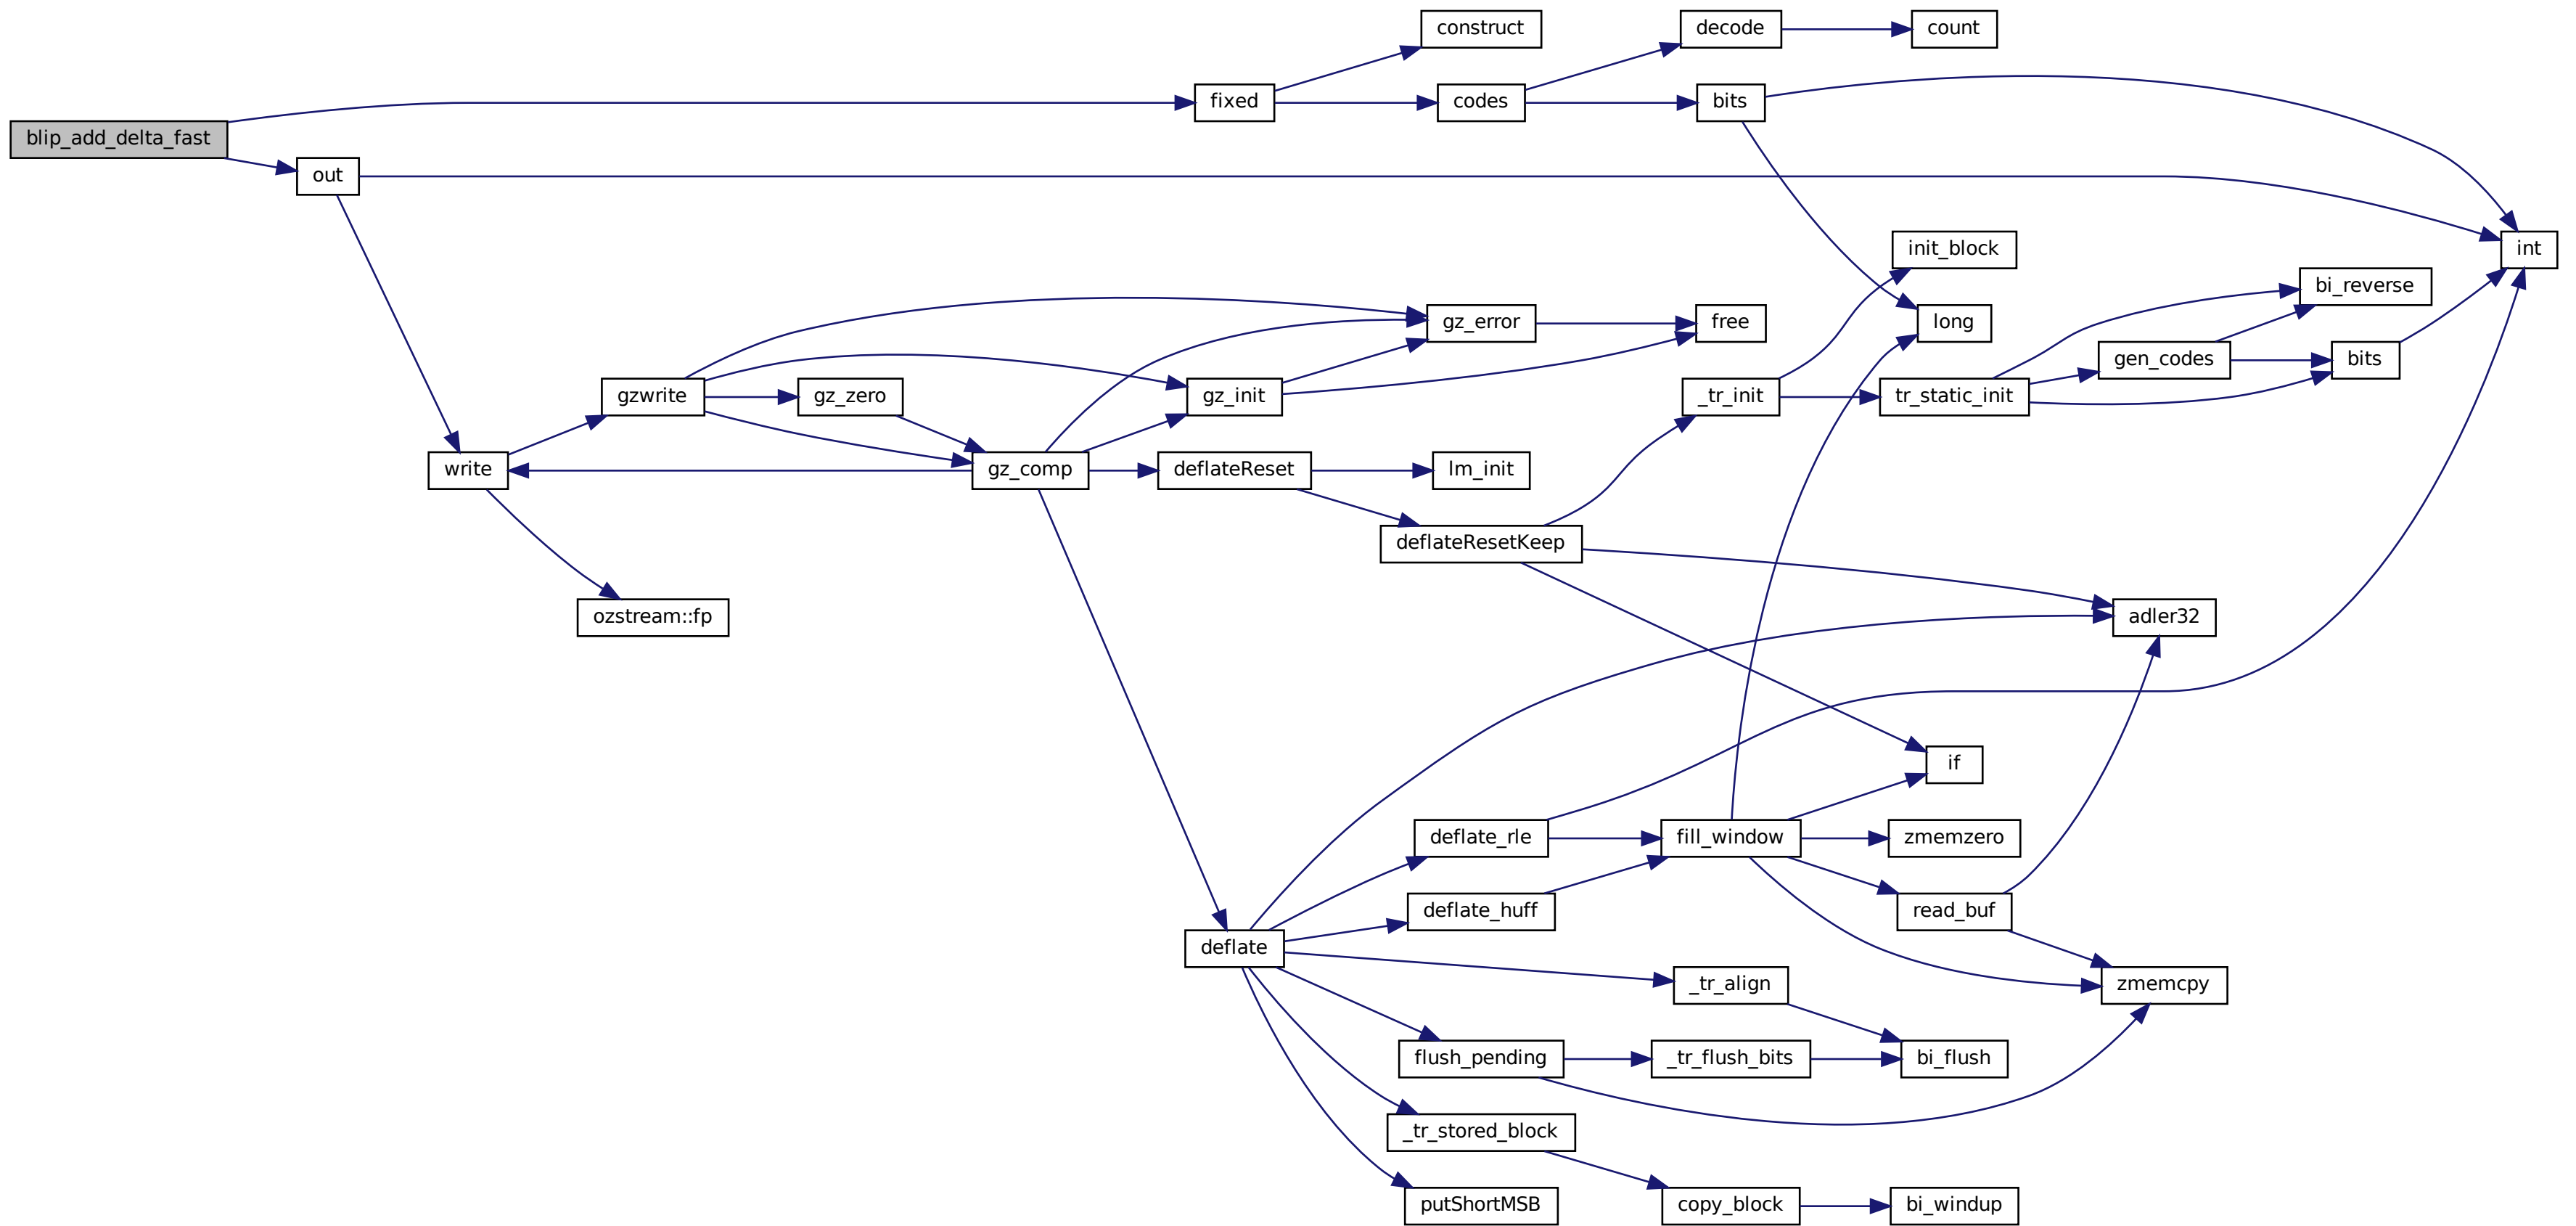 construct
decode
count
fixed
codes
bits
blip_add_delta_fast
out
init_block
int
bi_reverse
gz_error
free
long
gen_codes
bits
gzwrite
gz_zero
gz_init
_tr_init
tr_static_init
write
gz_comp
deflateReset
lm_init
deflateResetKeep
ozstream::fp
adler32
if
deflate_rle
fill_window
zmemzero
deflate_huff
read_buf
deflate
_tr_align
zmemcpy
flush_pending
_tr_flush_bits
bi_flush
_tr_stored_block
putShortMSB
copy_block
bi_windup